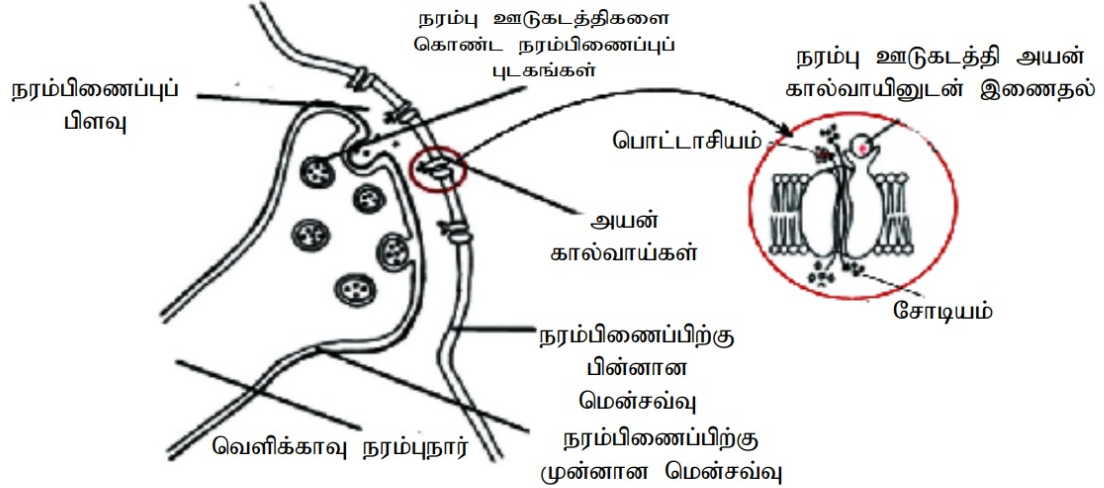 நரம்பு ஊடுகடத்திகளை
கொண்ட நரம்பிணைப்புப்
புடகங்கள்
நரம்பு ஊடுகடத்தி அயன்
கால்வாயினுடன் இணைதல்
நரம்பிணைப்புப்
பிளவு
பொட்டாசியம்
அயன்
கால்வாய்கள்
சோடியம்
நரம்பிணைப்பிற்கு
பின்னான
மென்சவ்வு
வெளிக்காவு நரம்புநார்
நரம்பிணைப்பிற்கு
முன்னான மென்சவ்வு